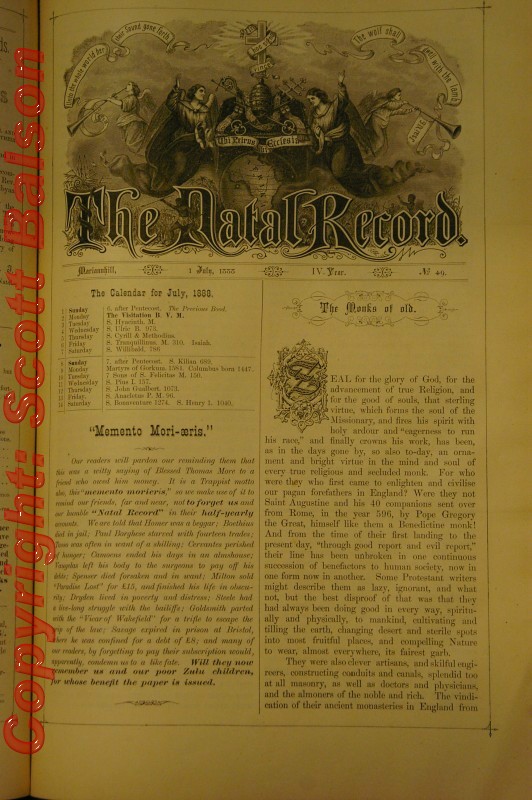 Copyright: Scott Balson
their sound gone forth
the whole world
the wolf shall
with the lamb
The Natal Record.
Mariannhill,
1 July, 1888
IV. Year.
№ 49.
The Calendar for July, 1888.
Sunday 6. after Pentecost. The Precious Blood.
Monday The Visitation B. V. M.
Tuesday S. Hyacinth, M.
Wednesday S. Ulric B. 973.
Thursday S. Cyrill & Methodius.
Friday S. Tranquillinus, M. Isaiah.
Saturday S. Willibald,
Sunday 7. after Pentecost. S. Kilian 689.
Monday Martyrs of Gorkum, Columbus born 1447.
Tuesday 7 Sons of S. Felicitas M. 150.
Wednesday S. Pius I. 157.
Thursday S. John Gualbert, 1073.
Friday, S. Anacletus P. M. 96.
Saturday S. Bonaventure 1274. S. Henry I.
"Memento Mori-œris."
Our readers will pardon our reminding them that
this was a witty saying of Blessed Thomas More to a
friend who owed him money. It is a Trappist motto
also, this "memento morieris," so we make use of it to
remind our friends, far and near, not to forget us and
our humble "Natal Record" in their half-yearly
accounts. We are told that Homer was a beggar; Boethius
died in jail; Paul Borghese starved with fourteen trades;
Tasso was often in want of a shilling; Cervantes perished
of hunger; Camoens ended his days in an almshouse;
Vaugelas left his body to the surgeons to pay off his
debts; Spenser died forsaken and in want; Milton sold
"Paradise Lost" for £15, and finished his life in obscu-
rity; Dryden lived in poverty and distress; Steele had
a live-long struggle with the bailiffs; Goldsmith parted
with the "Vicar of Wakefield" for a trifle to escape the
grip of the law; Savage expired in prison at Bristol,
where he was confined for a debt of £8; and many of
our readers, by forgetting to pay their subscription would,
apparently, condemn us to a like fate. Will they now
remember us and our poor Zulu children,
for whose benefit the paper is issued.
The Monks of old.
ZEAL for the glory of God, for the
advancement of true Religion, and
for the good of souls, that sterling
virtue, which forms the soul of the
Missionary, and fires his spirit with
holy ardour and "eagerness to run
his race," and finally crowns his work, has been,
as in the days gone by, so also to-day, an orna-
ment and bright virtue in the mind and soul of
every true religious and secluded monk. For who
were they who first came to enlighten and civilise
our pagan forefathers in England? Were they not
Saint Augustine and his 40 companions sent over
from Rome, in the year 596, by Pope Gregory
the Great, himself like them a Benedictine monk!
And from the time of their first landing to the
present day, "through good report and evil report,"
their line has been unbroken in one continuous
succession of benefactors to human society, now in
one form now in another. Some Protestant writers
might describe them as lazy, ignorant, and what
not, but the best disproof of that was that they
had always been doing good in every way, spiritu-
ally and physically, to mankind, cultivating and
tilling the earth, changing desert and sterile spots
into most fruitful places, and compelling Nature
to wear, almost everywhere, its fairest garb.
They were also clever artisans, and skilful engi-
neers, constructing conduits and canals, splendid too
at all masonry, as well as doctors and physicians,
and the almoners of the noble and rich. The vindi-
cation of their ancient monasteries in England from